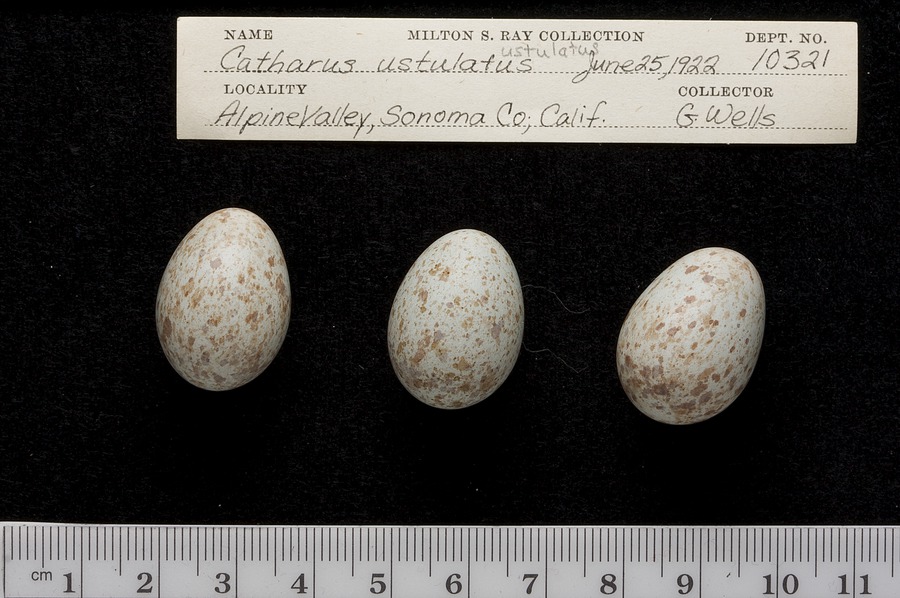 NAME MILTON S. RAY COLLECTION DEPT. NO.
ustulatus
Catharus ustulatus June 25, 1922 10321
LOCALITY COLLECTOR
Alpine Valley, Sonoma Co; Calif. G. Wells
cm 1 2 3 4 5 6 7 8 9 10 11